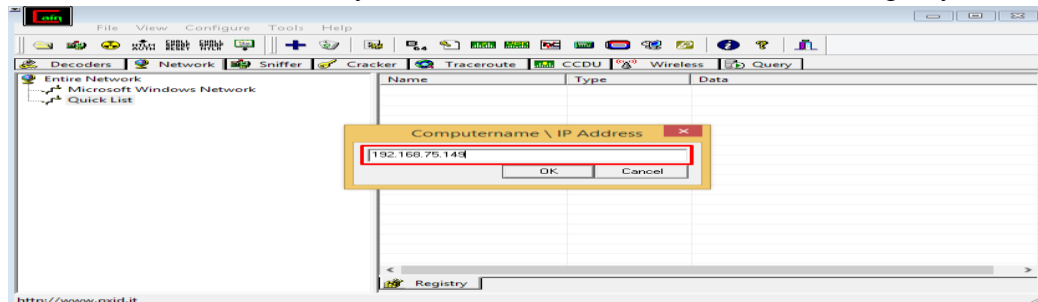 Cain
File View Configure Tools Help
Decoders Network Sniffer Cracker Traceroute CCDU Wireless Query
Entire Network
Microsoft Windows Network
Quick List
Name Type Data
Computername \ IP Address
192.168.75.149
OK Cancel
Registry
http://www.oxid.it